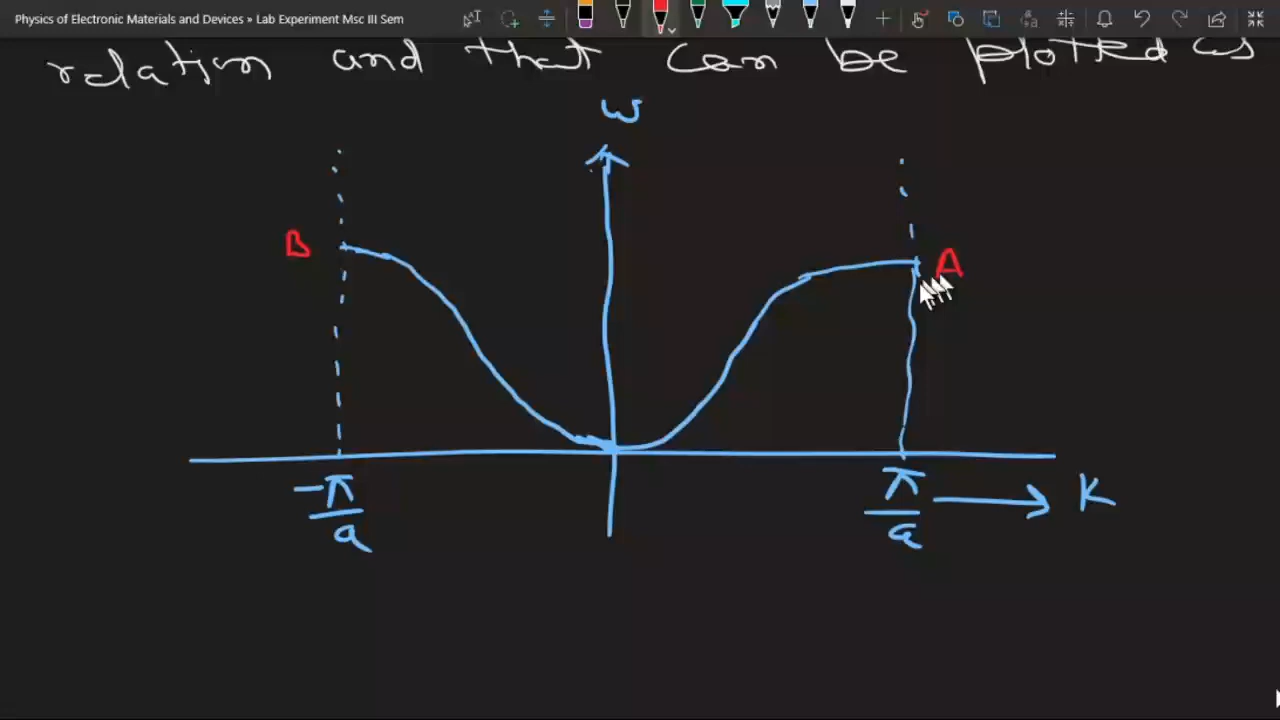 Physics of Electronic Materials and Devices » Lab Experiment Msc III Sem
relation and that can be plotted as
ω
B
A
-π/a
π/a
K